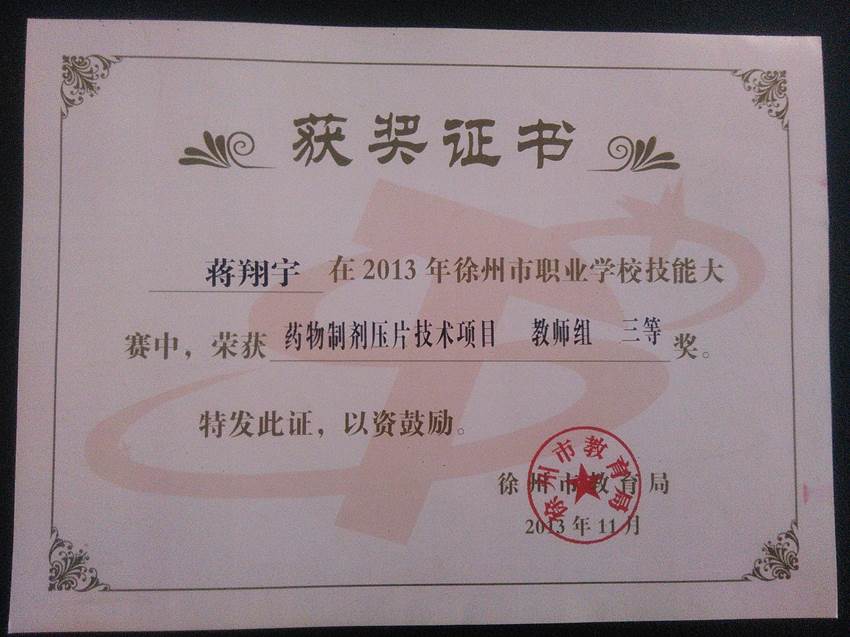 获奖证书
蒋翔宇 在2013年徐州市职业学校技能大
赛中，荣获 药物制剂压片技术项目 教师组 三等 奖。
特发此证，以资鼓励。
徐州市教育局
2013年11月
徐州市教育局